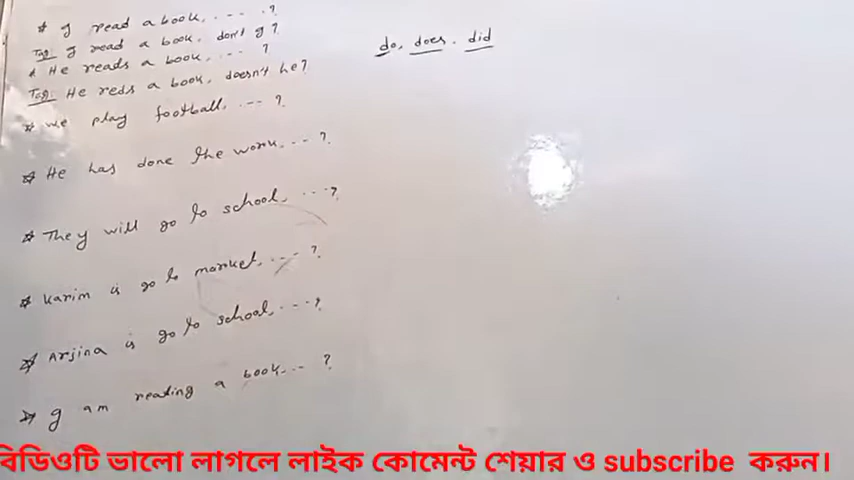 * I read a book, .--- .?
Tag: I read a book, don't I ?
* He reads a book, .-- ?
Tag: He reds a book, doesn't he ?
* We play football, .-- ?
* He has done the work, .-- ?
* They will go to school, .--- ?
* Karim is go to market, .--- ?
* Arjina is go to school, .--- ?
* I am reading a book, .-- ?
do, does, did
বিডিওটি ভালো লাগলে লাইক কোমেন্ট শেয়ার ও subscribe করুন।